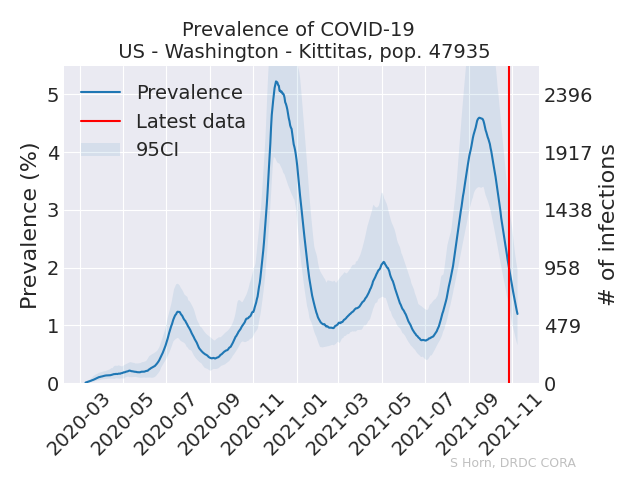 Prevalence of COVID-19
US - Washington - Kittitas, pop. 47935
Prevalence
Latest data
95CI
Prevalence (%)
5
4
3
2
1
0
2396
1917
1438
958
479
0
# of infections
2020-03
2020-05
2020-07
2020-09
2020-11
2021-01
2021-03
2021-05
2021-07
2021-09
2021-11
S Horn, DRDC CORA